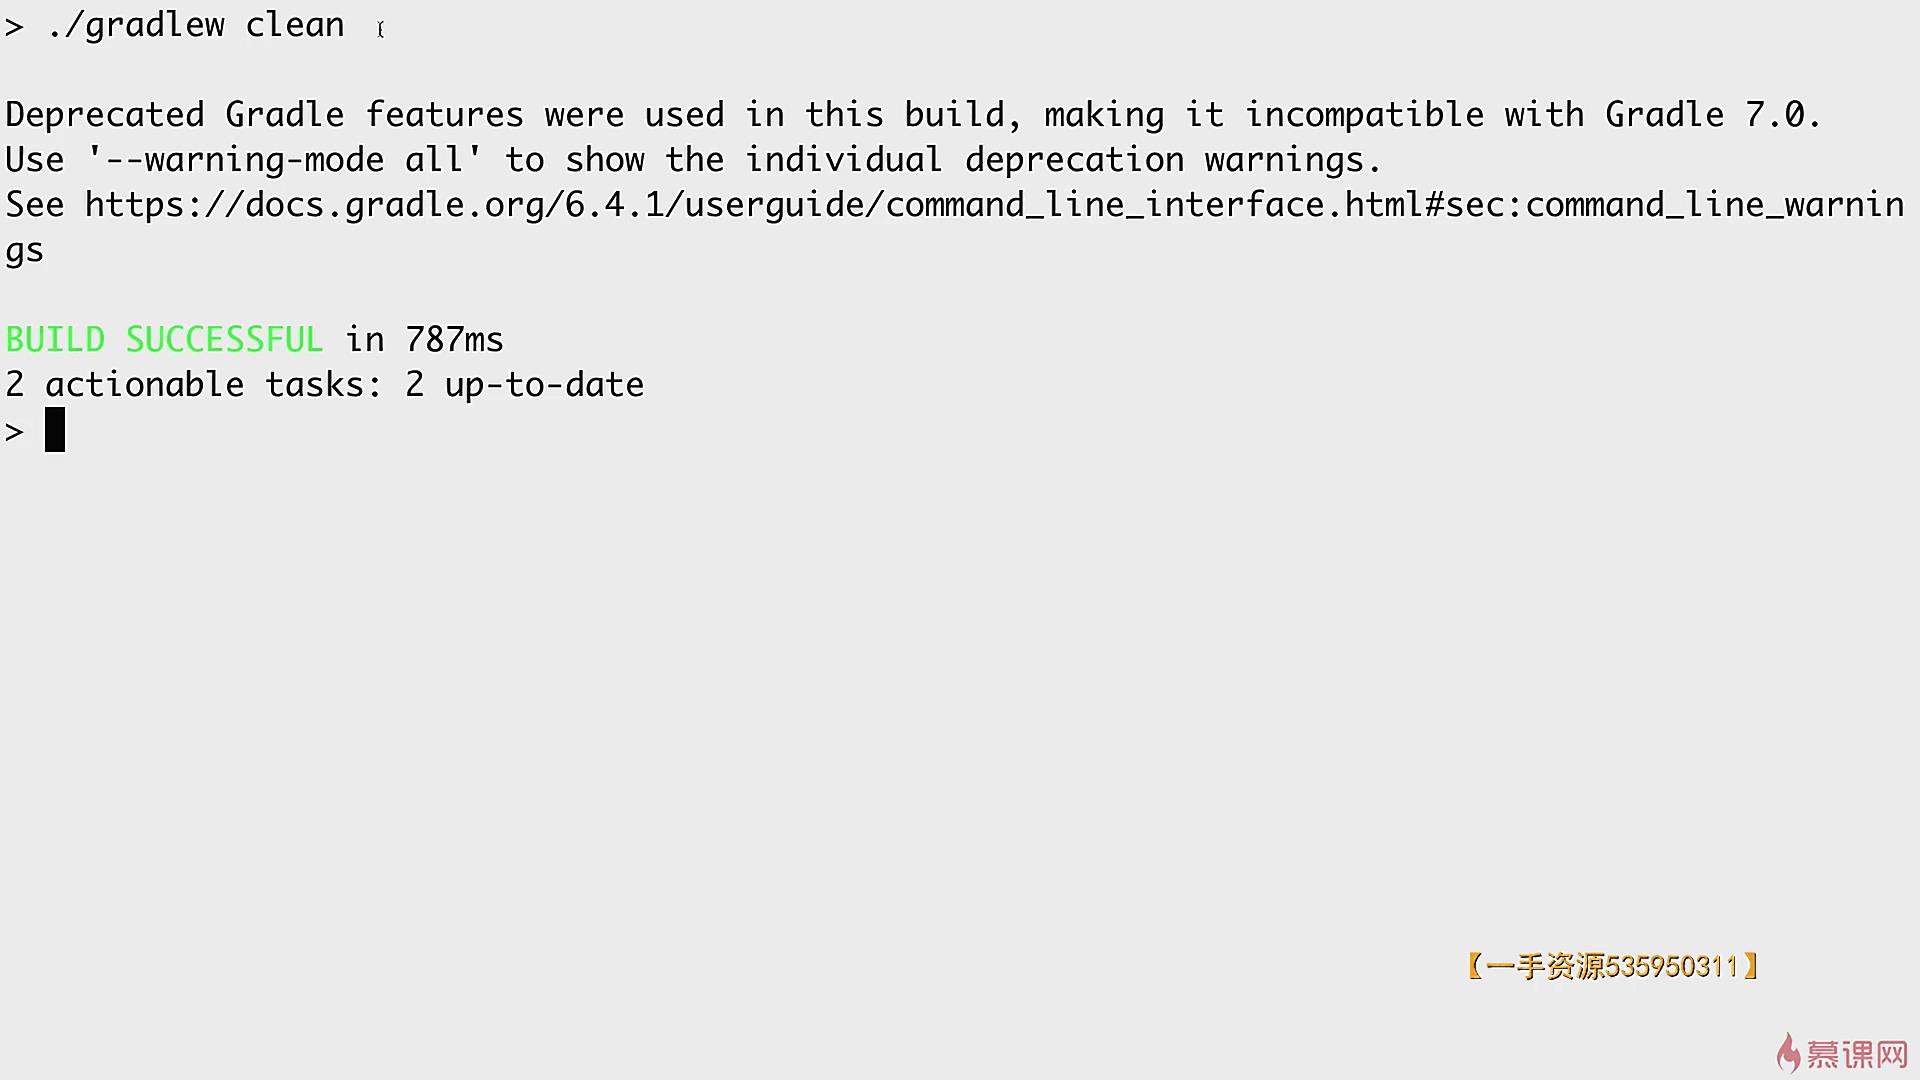 > ./gradlew clean
Deprecated Gradle features were used in this build, making it incompatible with Gradle 7.0.
Use '--warning-mode all' to show the individual deprecation warnings.
See https://docs.gradle.org/6.4.1/userguide/command_line_interface.html#sec:command_line_warnin
gs
BUILD SUCCESSFUL in 787ms
2 actionable tasks: 2 up-to-date
>
【一手资源535950311】
慕课网